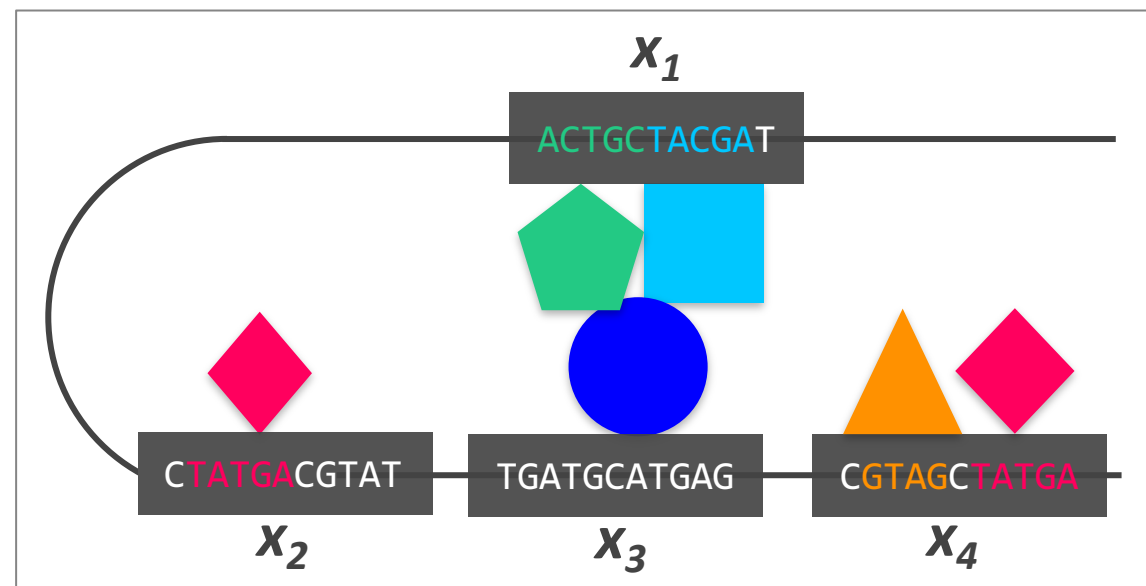 x1
ACTGCTACGAT
CTATGACGTAT
TGATGCATGAG
CGTAGCTATGA
x2
x3
x4